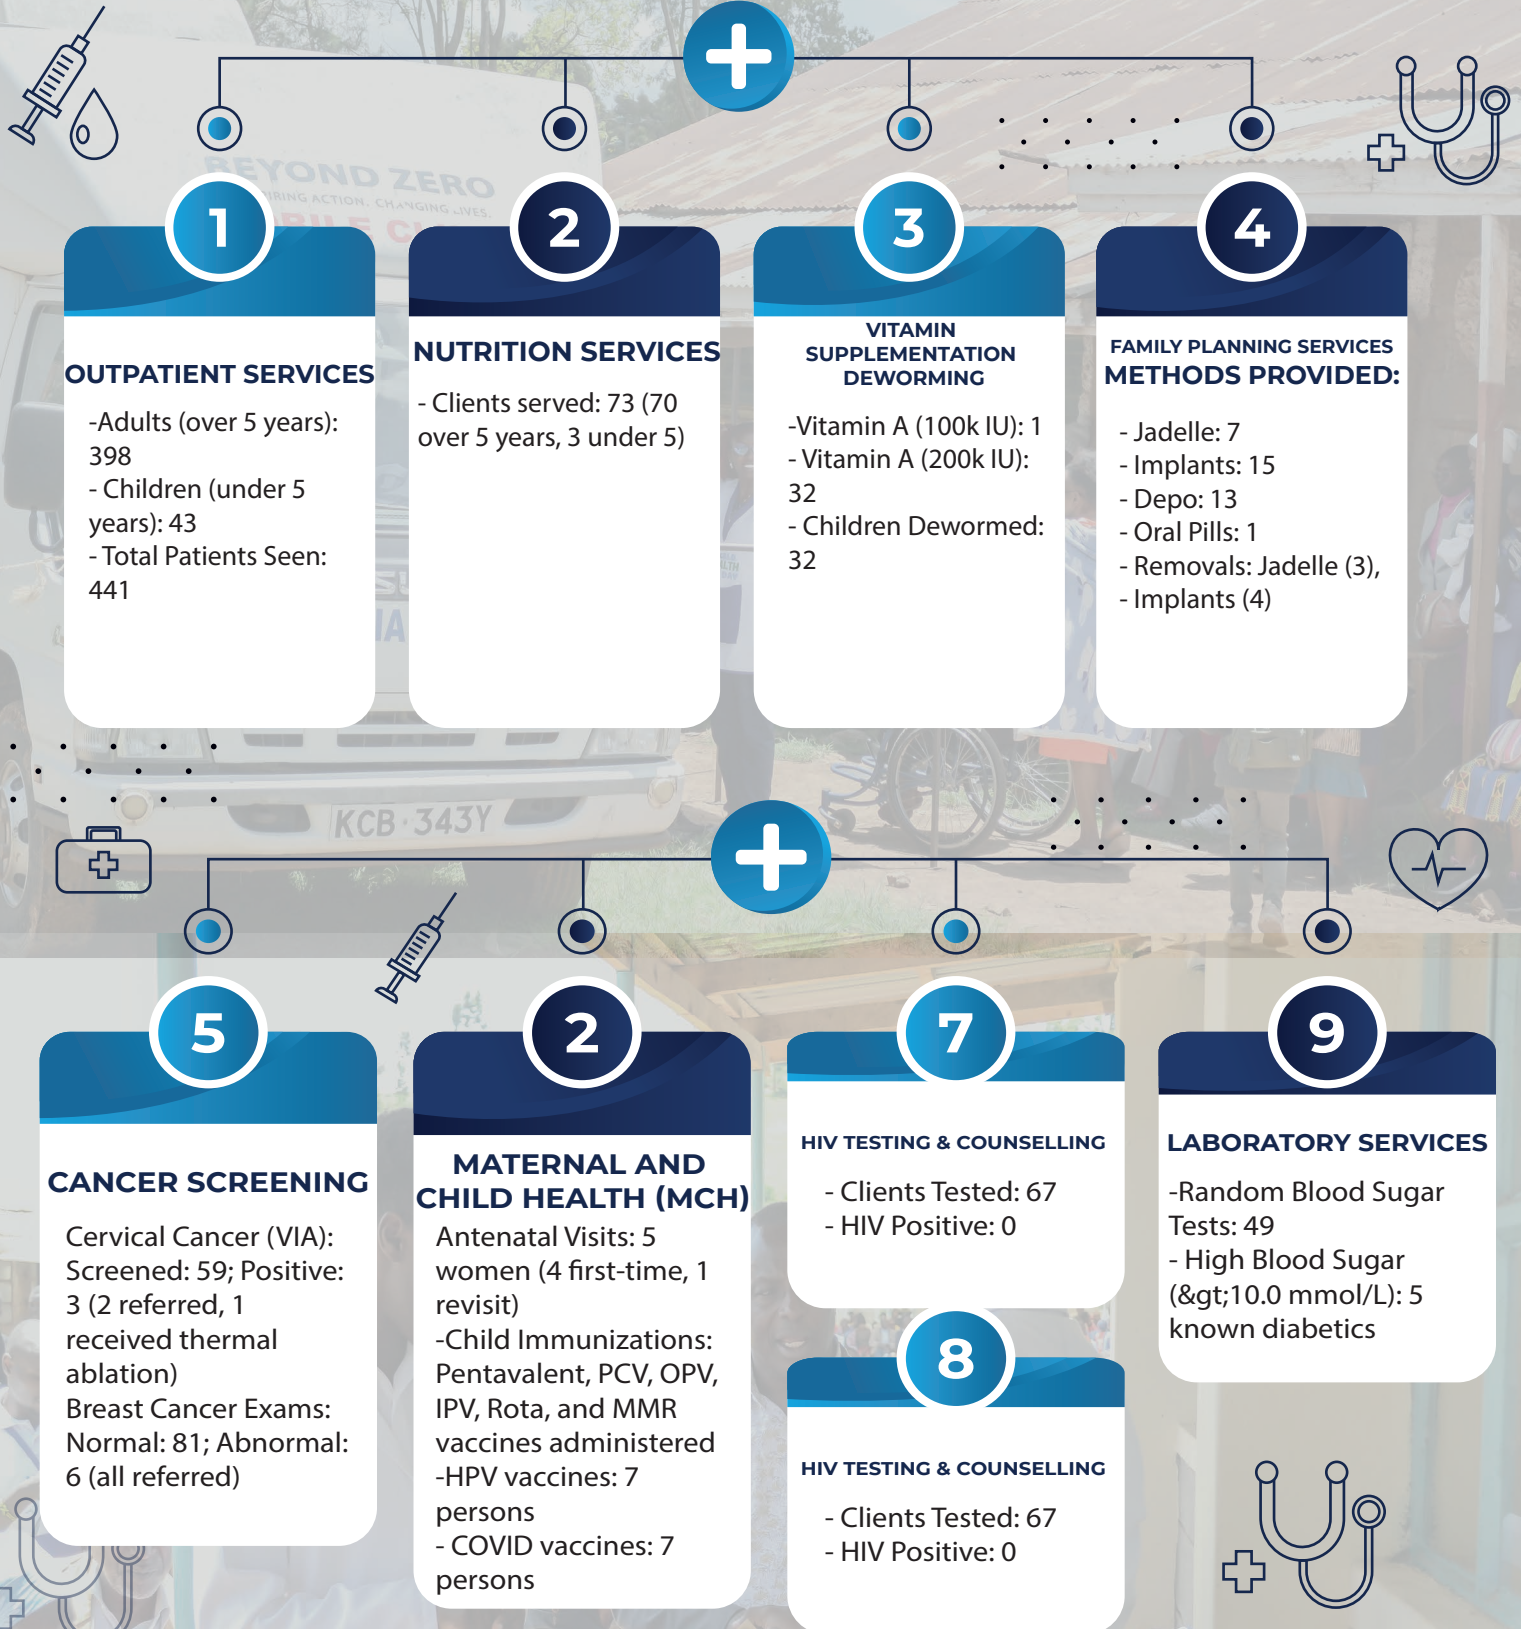 BEYOND ZERO
ACTION. CHANGING LIVES.
1
OUTPATIENT SERVICES
-Adults (over 5 years):
398
- Children (under 5
years): 43
- Total Patients Seen:
441
2
NUTRITION SERVICES
- Clients served: 73 (70
over 5 years, 3 under 5)
3
VITAMIN
SUPPLEMENTATION
DEWORMING
-Vitamin A (100k IU): 1
- Vitamin A (200k IU):
32
- Children Dewormed:
32
4
FAMILY PLANNING SERVICES
METHODS PROVIDED:
- Jadelle: 7
- Implants: 15
- Depo: 13
- Oral Pills: 1
- Removals: Jadelle (3),
- Implants (4)
KCB 343Y
5
CANCER SCREENING
Cervical Cancer (VIA):
Screened: 59; Positive:
3 (2 referred, 1
received thermal
ablation)
Breast Cancer Exams:
Normal: 81; Abnormal:
6 (all referred)
2
MATERNAL AND
CHILD HEALTH (MCH)
Antenatal Visits: 5
women (4 first-time, 1
revisit)
-Child Immunizations:
Pentavalent, PCV, OPV,
IPV, Rota, and MMR
vaccines administered
-HPV vaccines: 7
persons
- COVID vaccines: 7
persons
7
HIV TESTING & COUNSELLING
- Clients Tested: 67
- HIV Positive: 0
8
HIV TESTING & COUNSELLING
- Clients Tested: 67
- HIV Positive: 0
9
LABORATORY SERVICES
-Random Blood Sugar
Tests: 49
- High Blood Sugar
(&gt;10.0 mmol/L): 5
known diabetics